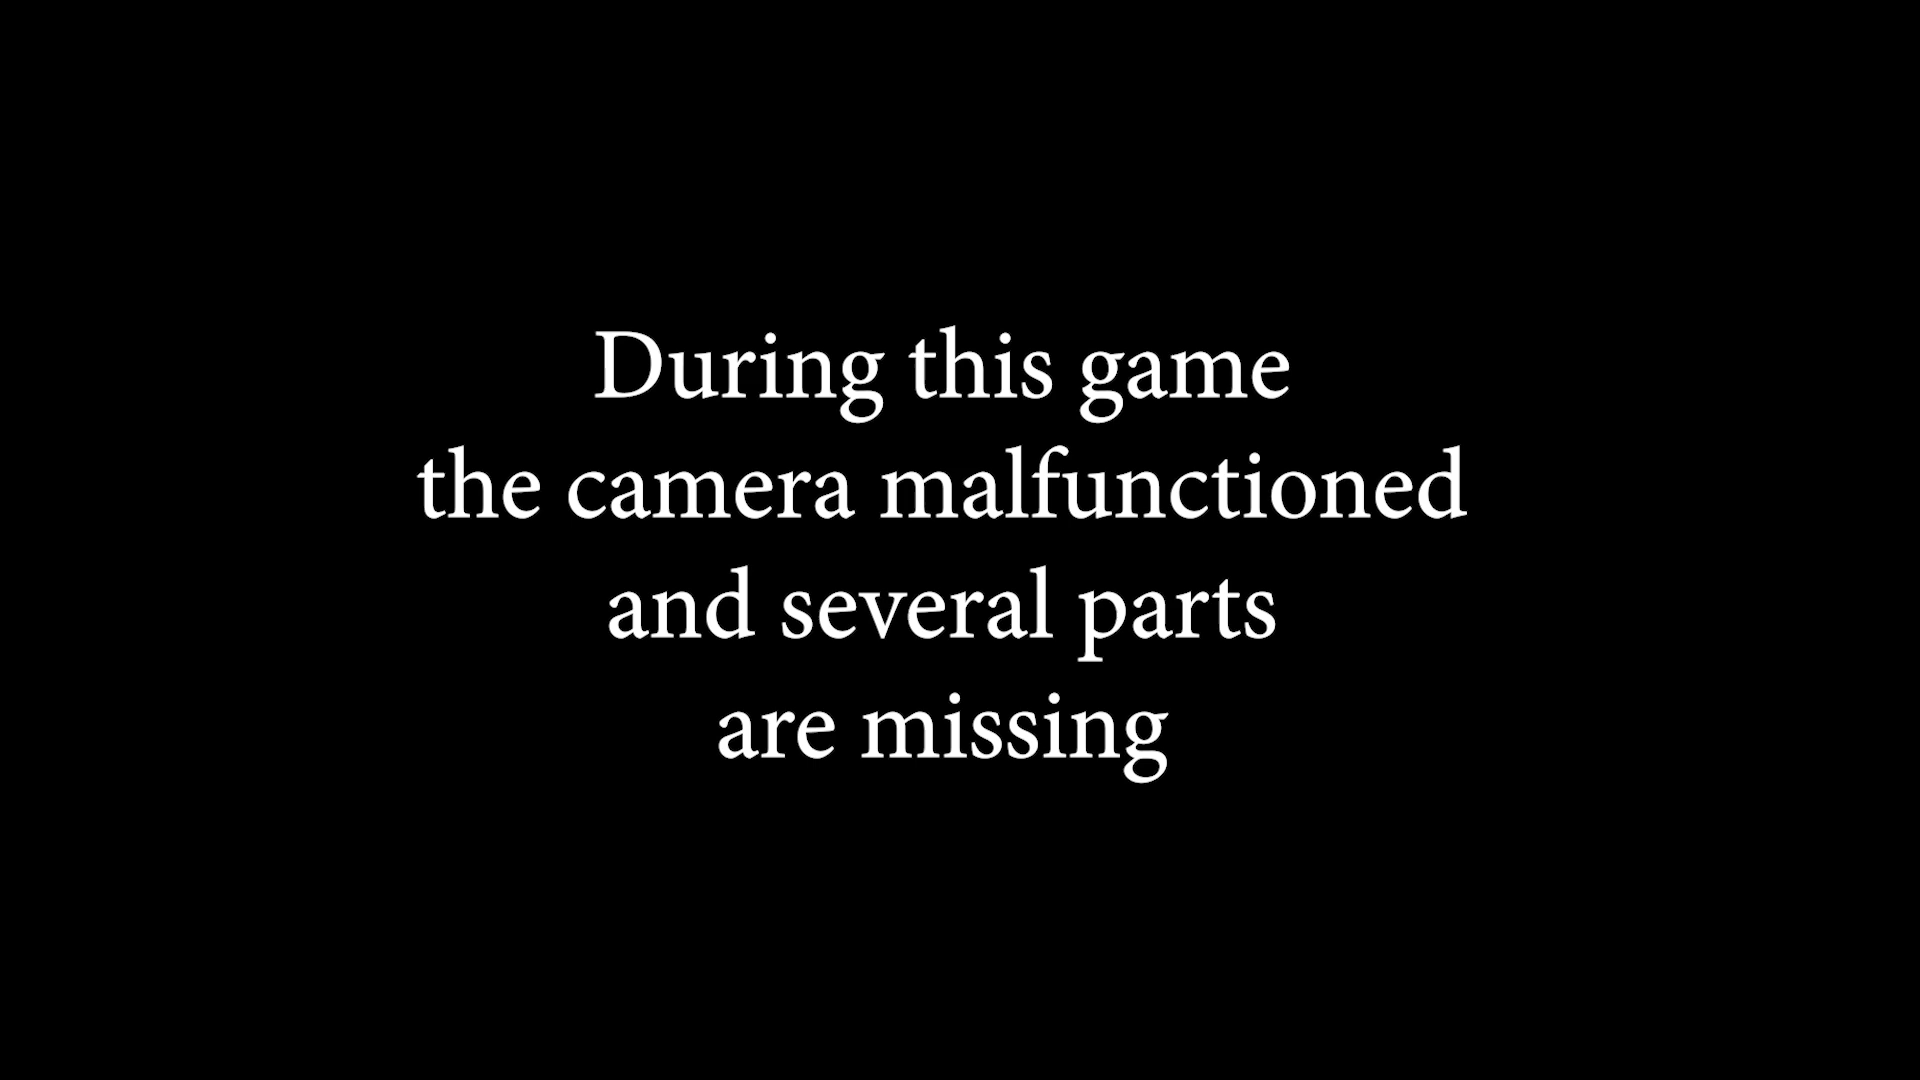 During this game
the camera malfunctioned
and several parts
are missing